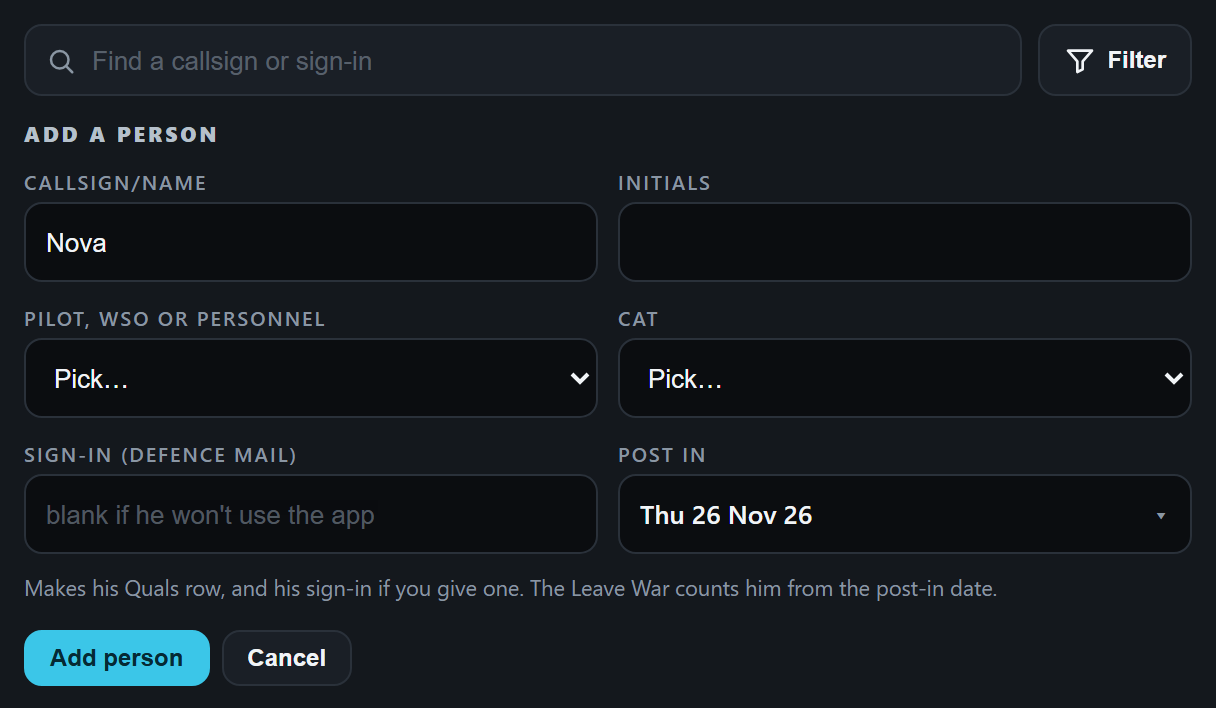 Find a callsign or sign-in
Filter
ADD A PERSON
CALLSIGN/NAME
INITIALS
Nova
PILOT, WSO OR PERSONNEL
CAT
Pick…
Pick…
SIGN-IN (DEFENCE MAIL)
POST IN
blank if he won't use the app
Thu 26 Nov 26
Makes his Quals row, and his sign-in if you give one. The Leave War counts him from the post-in date.
Add person
Cancel